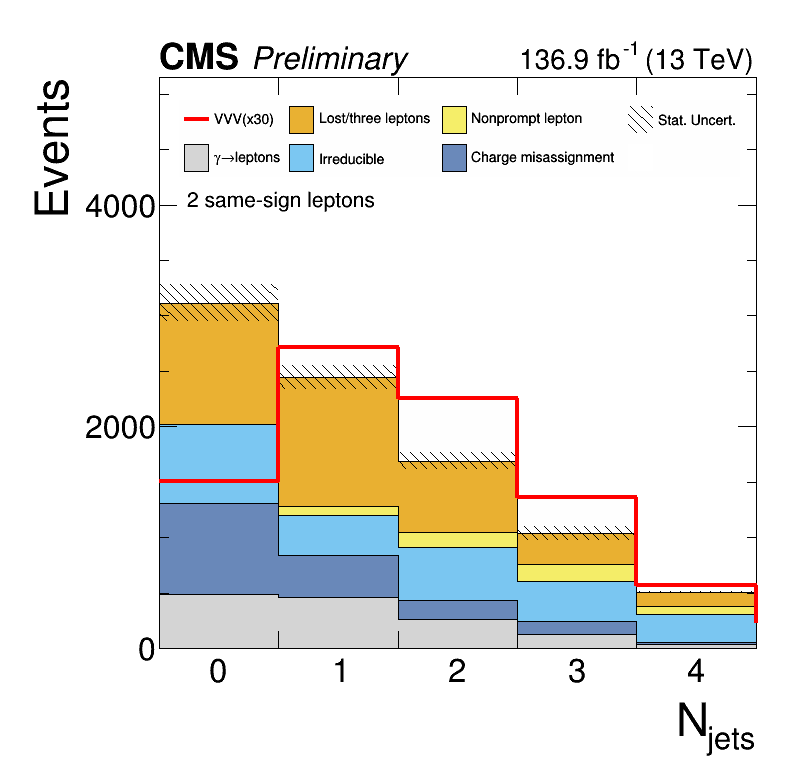 CMS Preliminary 136.9 fb-1 (13 TeV)
Events
VVV(x30) Lost/three leptons Nonprompt lepton Stat. Uncert.
γ→leptons Irreducible Charge misassignment
2 same-sign leptons
4000
2000
0
0 1 2 3 4
Njets